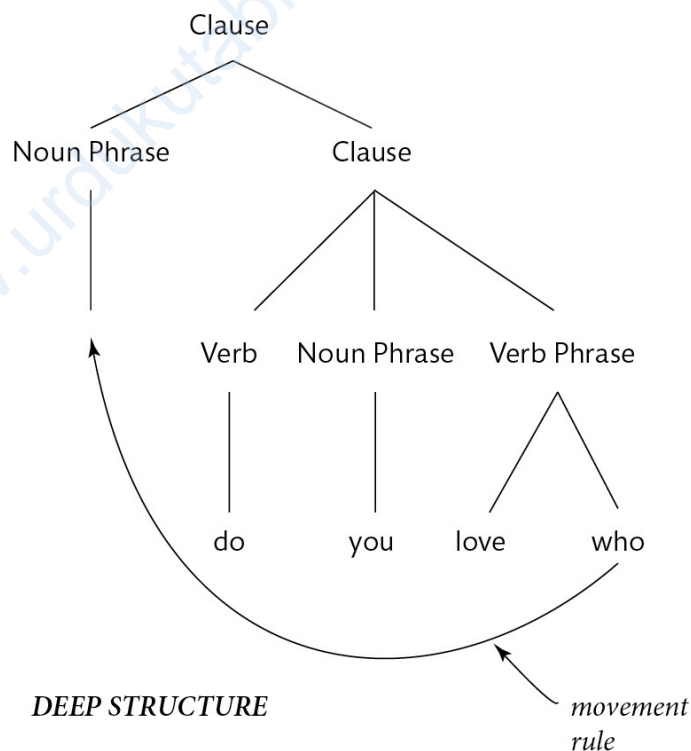 Clause
Noun Phrase Clause
Verb Noun Phrase Verb Phrase
do you love who
DEEP STRUCTURE
movement
rule